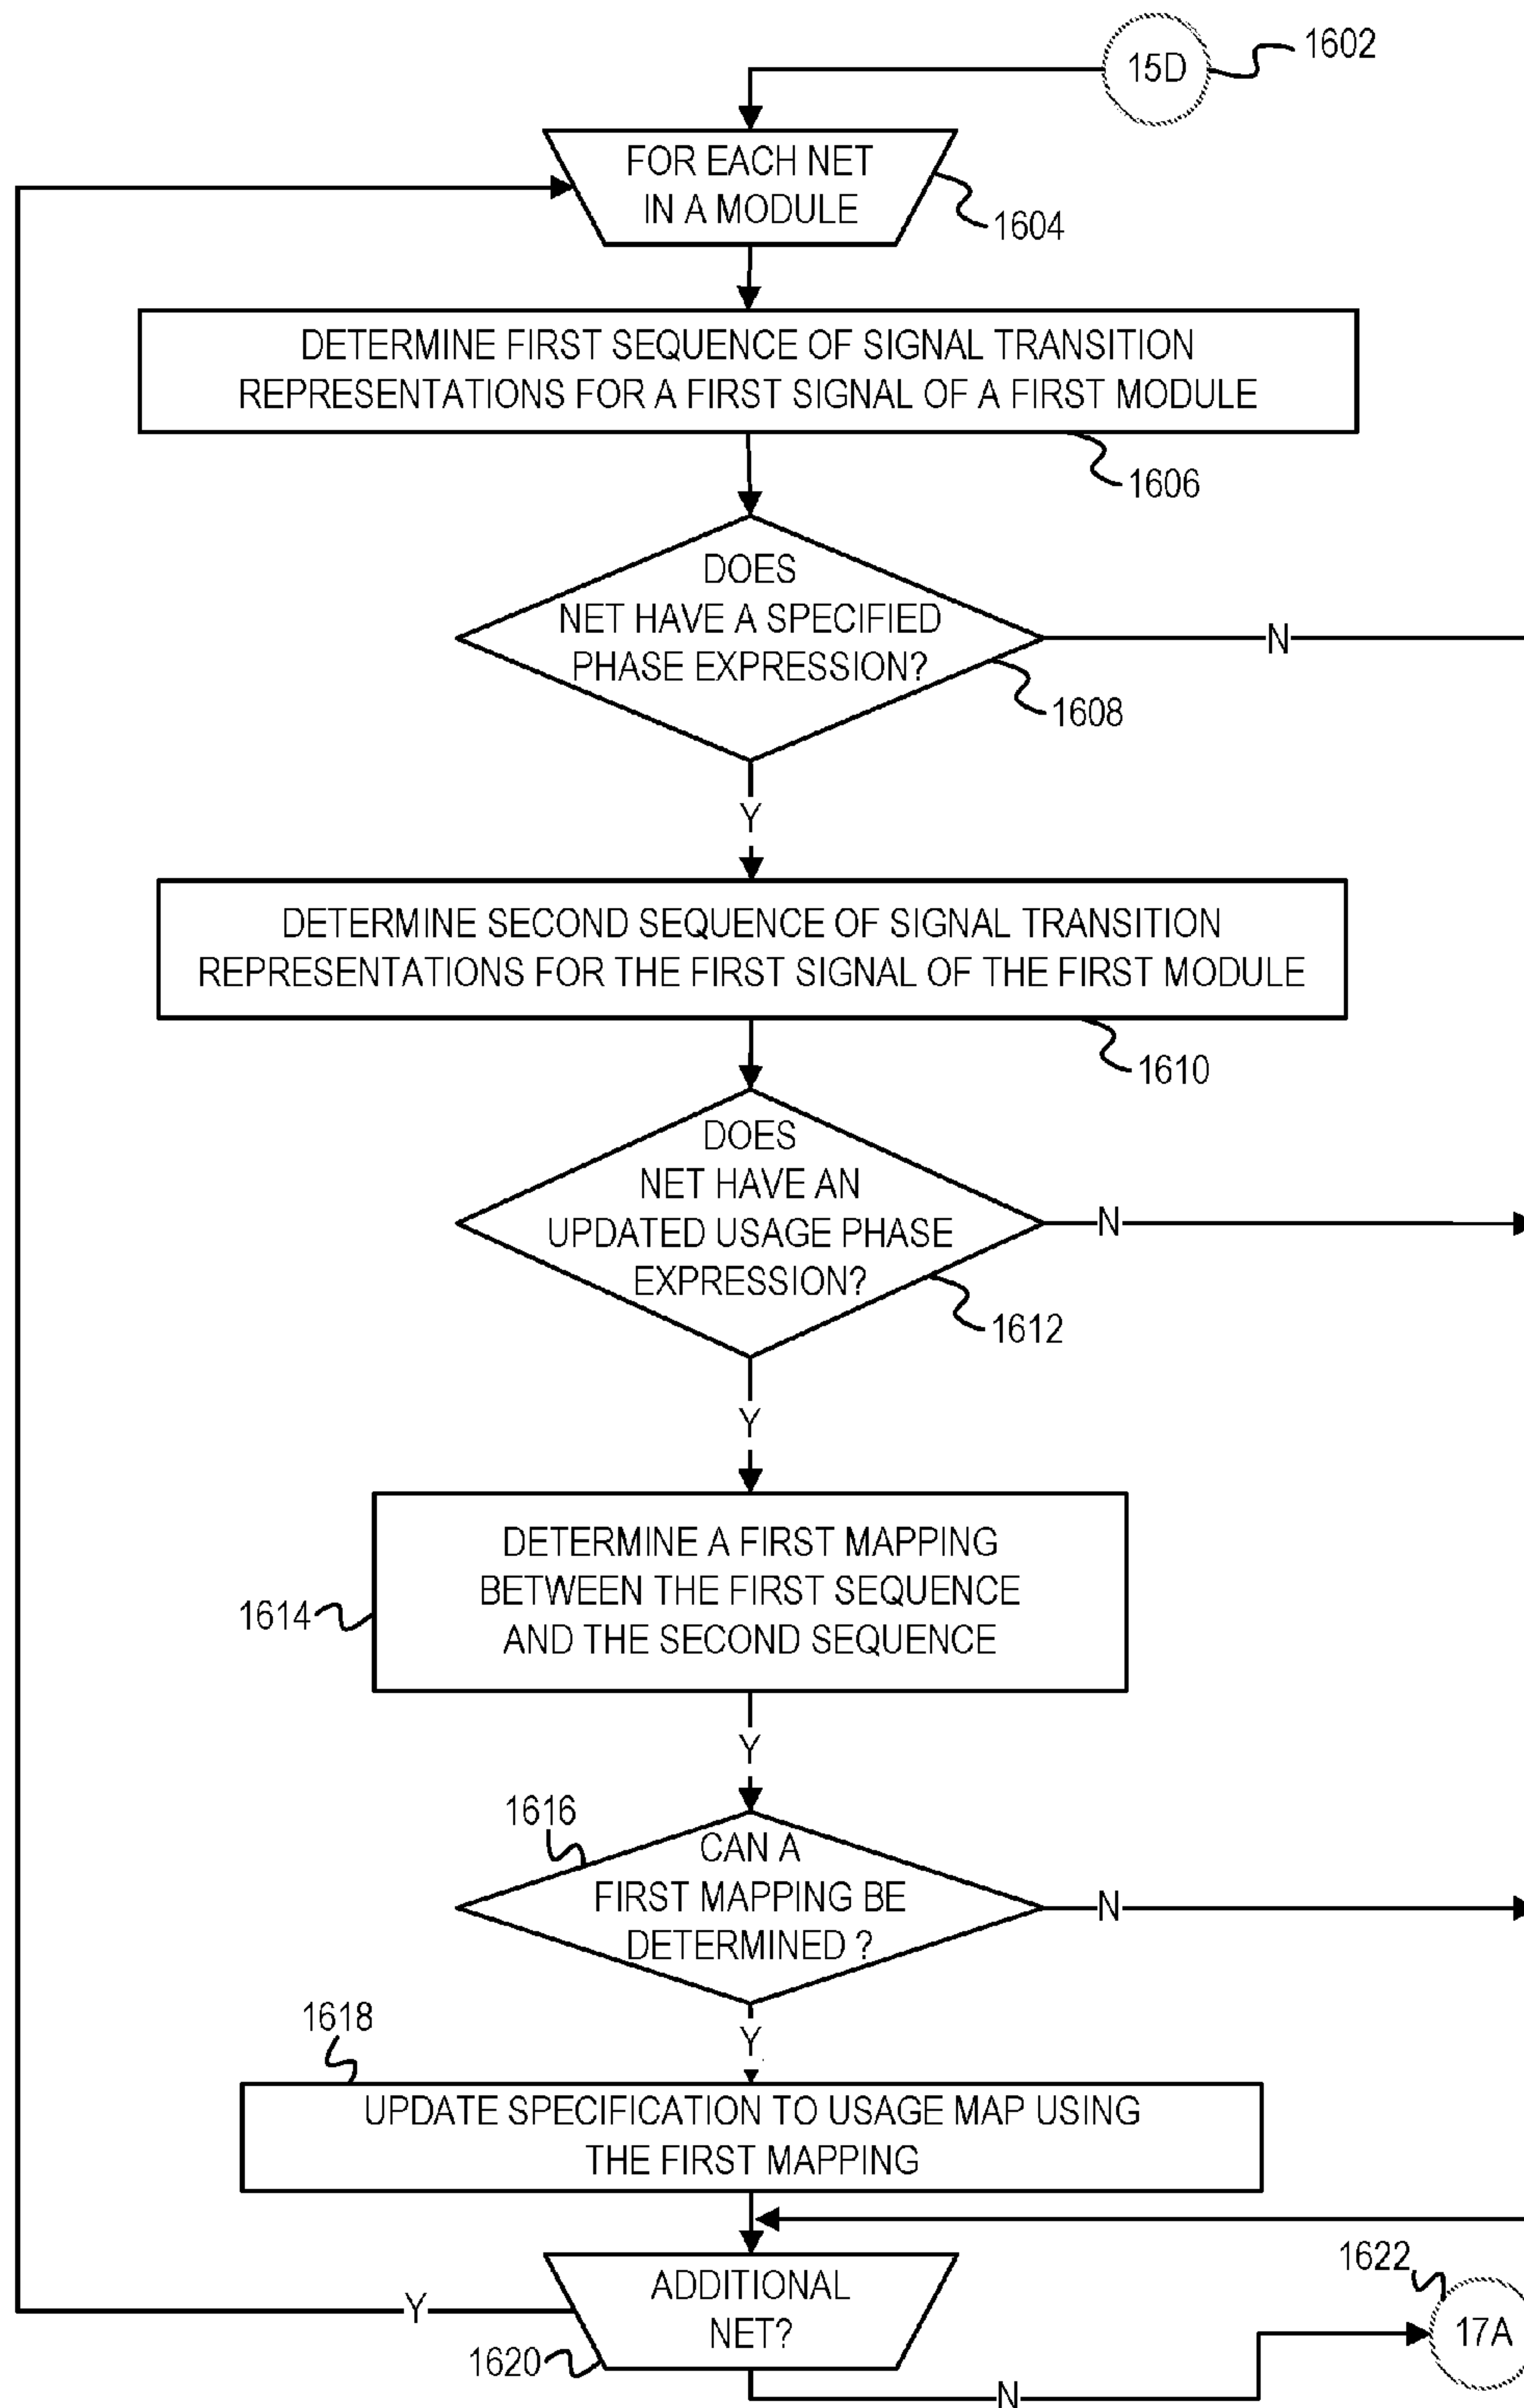 15D
1602
FOR EACH NET
IN A MODULE
1604
DETERMINE FIRST SEQUENCE OF SIGNAL TRANSITION
REPRESENTATIONS FOR A FIRST SIGNAL OF A FIRST MODULE
1606
DOES
NET HAVE A SPECIFIED
PHASE EXPRESSION?
N
1608
Y
DETERMINE SECOND SEQUENCE OF SIGNAL TRANSITION
REPRESENTATIONS FOR THE FIRST SIGNAL OF THE FIRST MODULE
1610
DOES
NET HAVE AN
UPDATED USAGE PHASE
EXPRESSION?
N
1612
Y
DETERMINE A FIRST MAPPING
BETWEEN THE FIRST SEQUENCE
AND THE SECOND SEQUENCE
1614
Y
1616
CAN A
FIRST MAPPING BE
DETERMINED ?
N
Y
1618
UPDATE SPECIFICATION TO USAGE MAP USING
THE FIRST MAPPING
ADDITIONAL
NET?
Y
1620
N
1622
17A